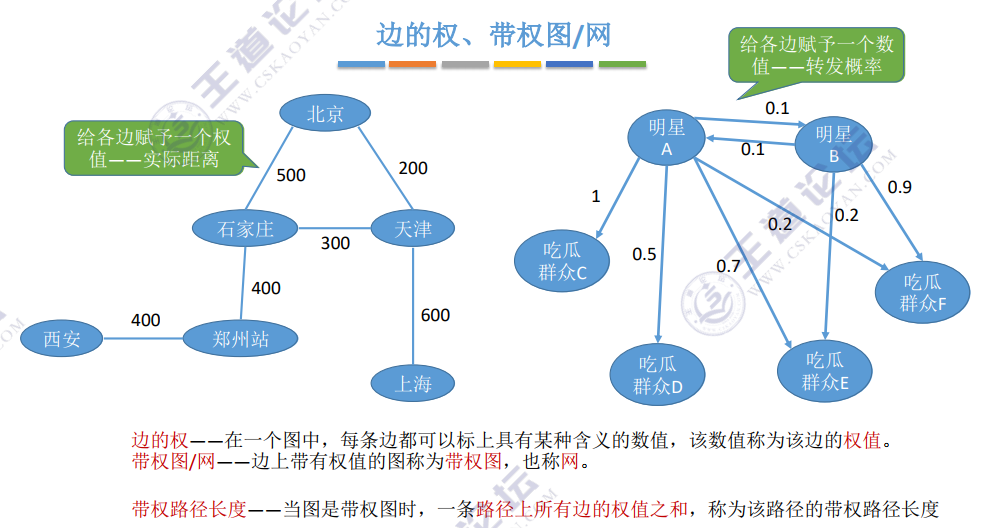 边的权、带权图/网
给各边赋予一个权
值——实际距离
北京
500
200
石家庄
300
天津
400
600
西安
400
郑州站
上海
给各边赋予一个数
值——转发概率
0.1
明星
A
0.1
明星
B
1
0.5
0.7
0.2
0.2
0.9
吃瓜
群众C
吃瓜
群众D
吃瓜
群众E
吃瓜
群众F
边的权——在一个图中，每条边都可以标上具有某种含义的数值，该数值称为该边的权值。
带权图/网——边上带有权值的图称为带权图，也称网。
带权路径长度——当图是带权图时，一条路径上所有边的权值之和，称为该路径的带权路径长度
王道论坛
WWW.CSKAOYAN.COM
王道论坛
WWW.CSKAOYAN.COM